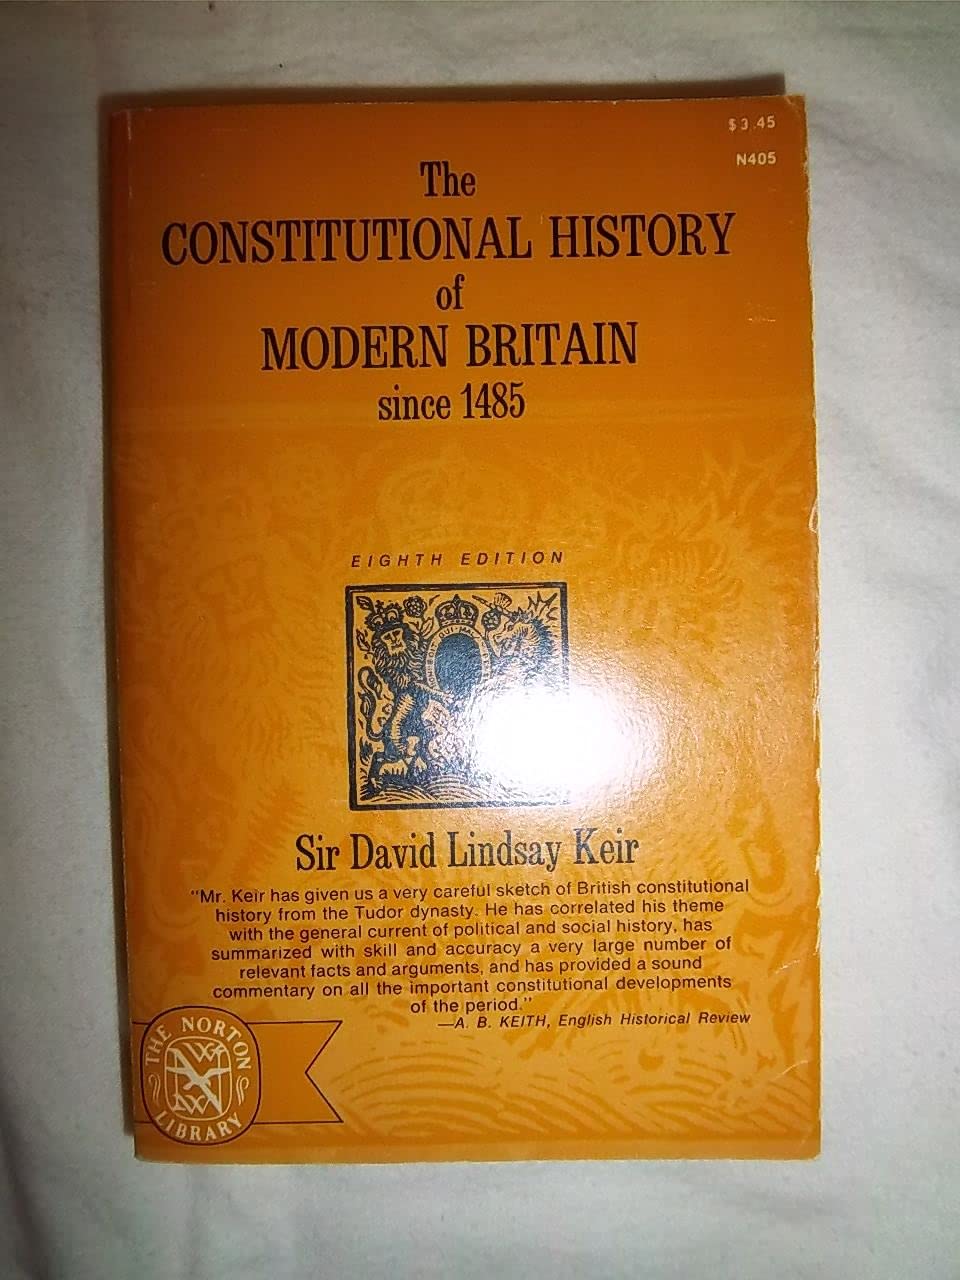 $3.45
N405
The
CONSTITUTIONAL HISTORY
of
MODERN BRITAIN
since 1485
EIGHTH EDITION
QUI·MAL
Sir David Lindsay Keir
"Mr. Keir has given us a very careful sketch of British constitutional
history from the Tudor dynasty. He has correlated his theme
with the general current of political and social history, has
summarized with skill and accuracy a very large number of
relevant facts and arguments, and has provided a sound
commentary on all the important constitutional developments
of the period."
—A. B. KEITH, English Historical Review
THE NORTON
LIBRARY